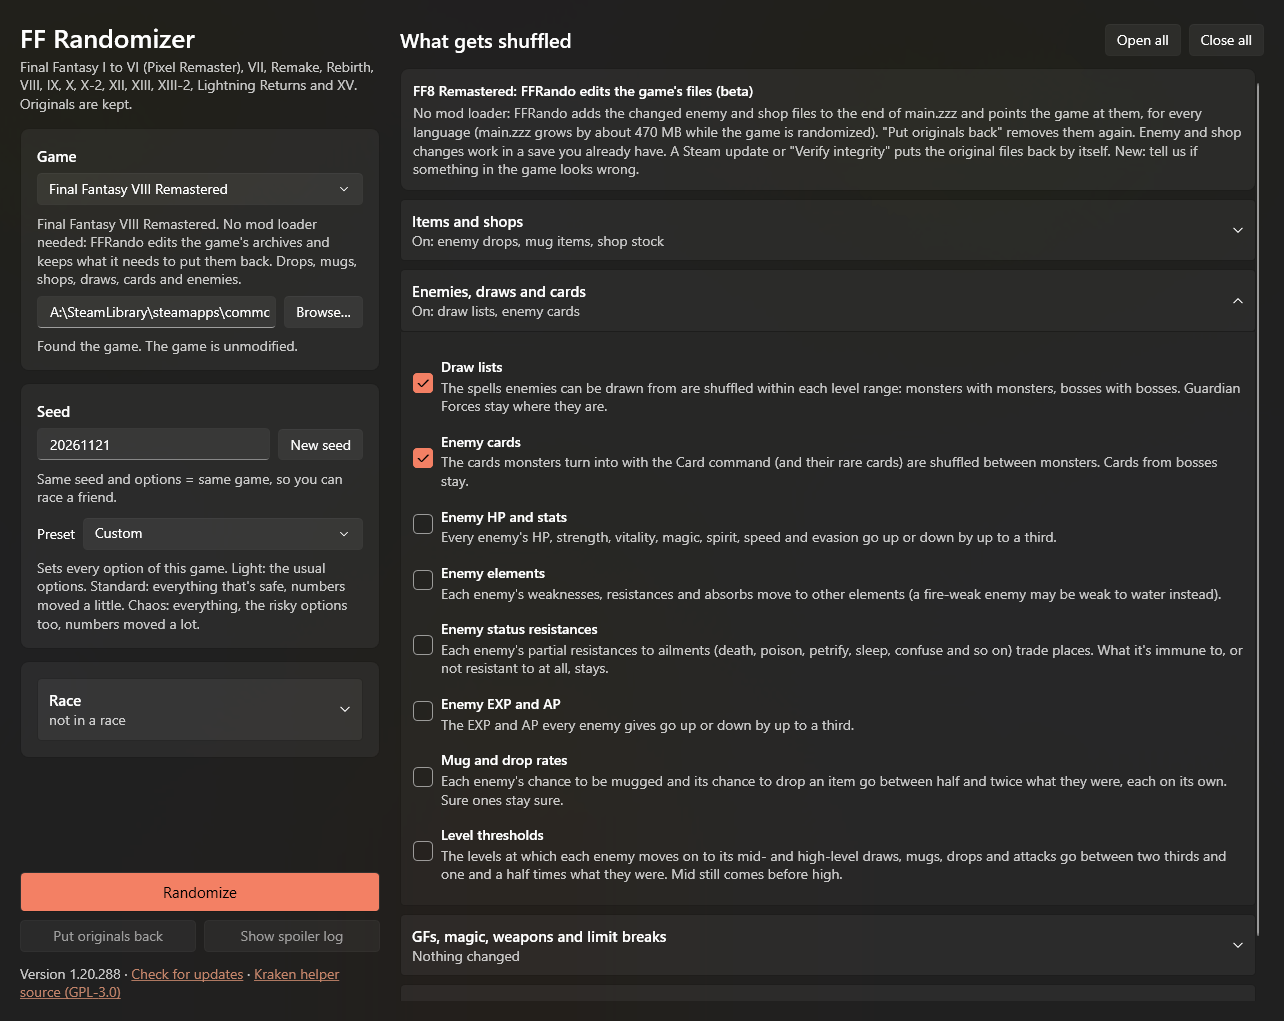 FF Randomizer
Final Fantasy I to VI (Pixel Remaster), VII, Remake, Rebirth,
VIII, IX, X, X-2, XII, XIII, XIII-2, Lightning Returns and XV.
Originals are kept.
Game
Final Fantasy VIII Remastered
Final Fantasy VIII Remastered. No mod loader
needed: FFRando edits the game's archives and
keeps what it needs to put them back. Drops, mugs,
shops, draws, cards and enemies.
A:\SteamLibrary\steamapps\commc
Browse...
Found the game. The game is unmodified.
Seed
20261121
New seed
Same seed and options = same game, so you can
race a friend.
Preset
Custom
Sets every option of this game. Light: the usual
options. Standard: everything that's safe, numbers
moved a little. Chaos: everything, the risky options
too, numbers moved a lot.
Race
not in a race
Randomize
Put originals back
Show spoiler log
Version 1.20.288 · Check for updates · Kraken helper
source (GPL-3.0)
What gets shuffled
Open all
Close all
FF8 Remastered: FFRando edits the game's files (beta)
No mod loader: FFRando adds the changed enemy and shop files to the end of main.zzz and points the game at them, for every
language (main.zzz grows by about 470 MB while the game is randomized). "Put originals back" removes them again. Enemy and shop
changes work in a save you already have. A Steam update or "Verify integrity" puts the original files back by itself. New: tell us if
something in the game looks wrong.
Items and shops
On: enemy drops, mug items, shop stock
Enemies, draws and cards
On: draw lists, enemy cards
Draw lists
The spells enemies can be drawn from are shuffled within each level range: monsters with monsters, bosses with bosses. Guardian
Forces stay where they are.
Enemy cards
The cards monsters turn into with the Card command (and their rare cards) are shuffled between monsters. Cards from bosses
stay.
Enemy HP and stats
Every enemy's HP, strength, vitality, magic, spirit, speed and evasion go up or down by up to a third.
Enemy elements
Each enemy's weaknesses, resistances and absorbs move to other elements (a fire-weak enemy may be weak to water instead).
Enemy status resistances
Each enemy's partial resistances to ailments (death, poison, petrify, sleep, confuse and so on) trade places. What it's immune to, or
not resistant to at all, stays.
Enemy EXP and AP
The EXP and AP every enemy gives go up or down by up to a third.
Mug and drop rates
Each enemy's chance to be mugged and its chance to drop an item go between half and twice what they were, each on its own.
Sure ones stay sure.
Level thresholds
The levels at which each enemy moves on to its mid- and high-level draws, mugs, drops and attacks go between two thirds and
one and a half times what they were. Mid still comes before high.
GFs, magic, weapons and limit breaks
Nothing changed